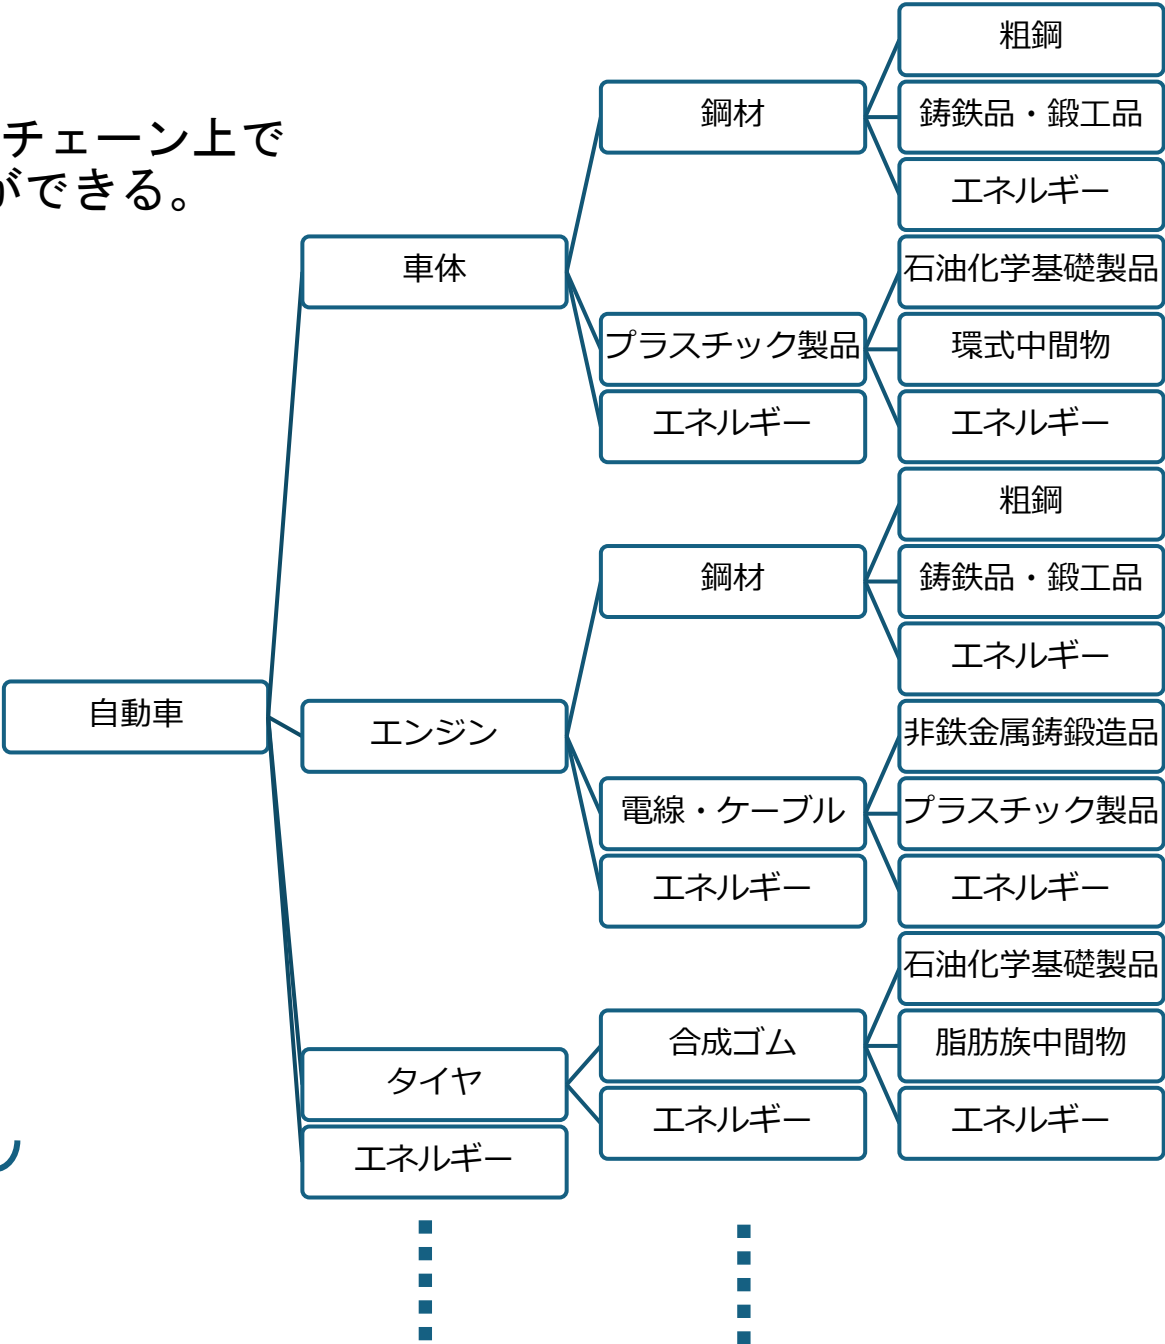 チェーン上で
ができる。
自動車
車体
鋼材
粗鋼
鋳鉄品・鍛工品
エネルギー
プラスチック製品
石油化学基礎製品
環式中間物
エネルギー
エネルギー
エンジン
鋼材
粗鋼
鋳鉄品・鍛工品
エネルギー
電線・ケーブル
非鉄金属鋳鍛造品
プラスチック製品
エネルギー
エネルギー
タイヤ
合成ゴム
石油化学基礎製品
脂肪族中間物
エネルギー
エネルギー
エネルギー